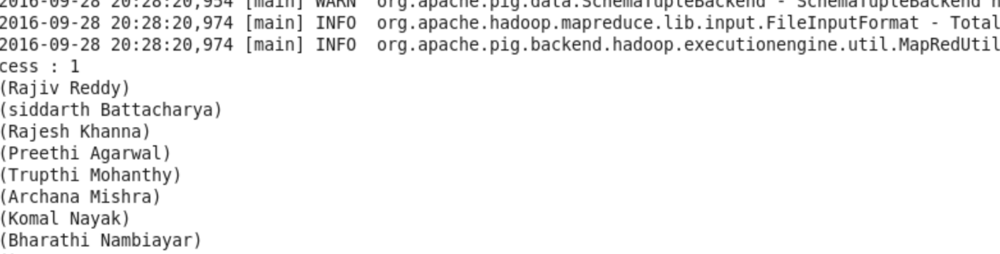 2016-09-28 20:28:20,954 [main] WARN  org.apache.pig.data.SchemaTupleBackend - SchemaTupleBackend
2016-09-28 20:28:20,974 [main] INFO  org.apache.hadoop.mapreduce.lib.input.FileInputFormat - Total
2016-09-28 20:28:20,974 [main] INFO  org.apache.pig.backend.hadoop.executionengine.util.MapRedUtil
cess : 1
(Rajiv Reddy)
(siddarth Battacharya)
(Rajesh Khanna)
(Preethi Agarwal)
(Trupthi Mohanthy)
(Archana Mishra)
(Komal Nayak)
(Bharathi Nambiayar)